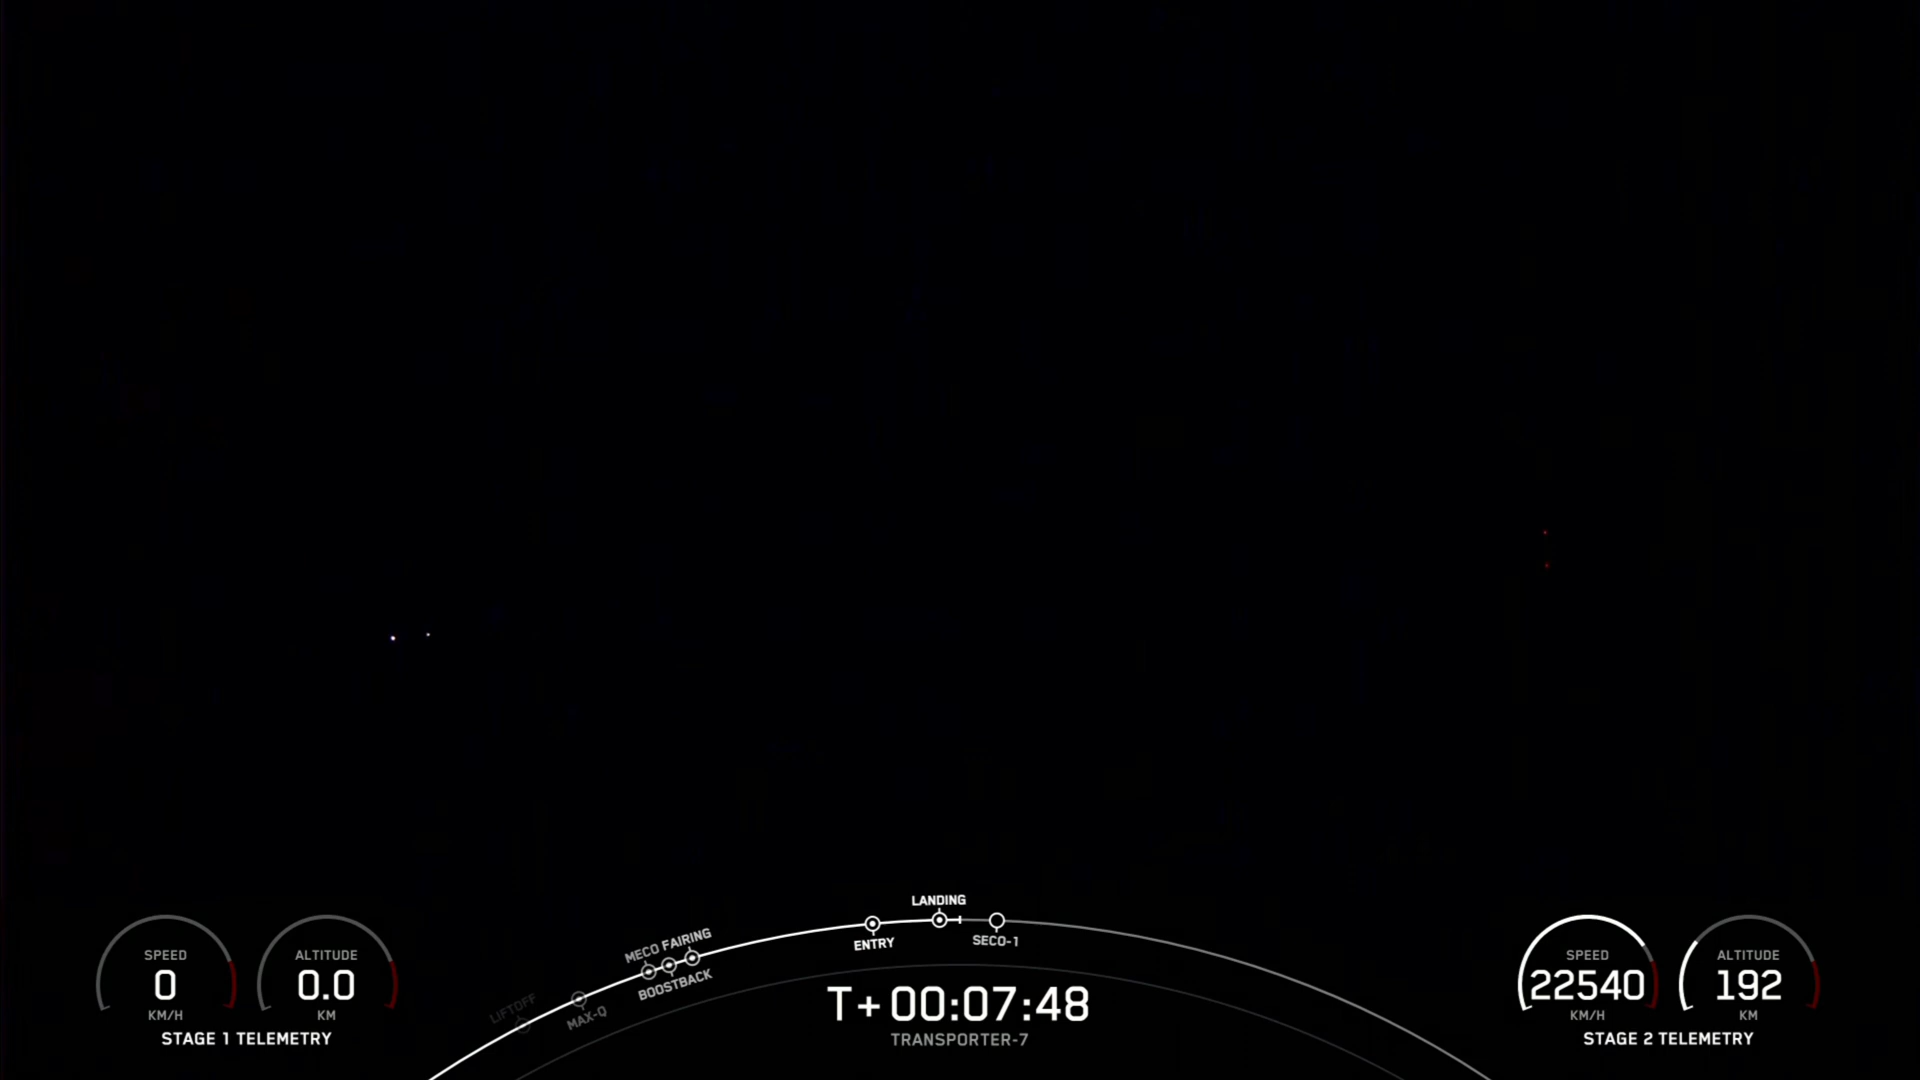 LANDING
ENTRY
SECO-1
MECO FAIRING
BOOSTBACK
LIFTOFF
MAX-Q
SPEED
0
KM/H
ALTITUDE
0.0
KM
STAGE 1 TELEMETRY
T+00:07:48
TRANSPORTER-7
SPEED
22540
KM/H
ALTITUDE
192
KM
STAGE 2 TELEMETRY